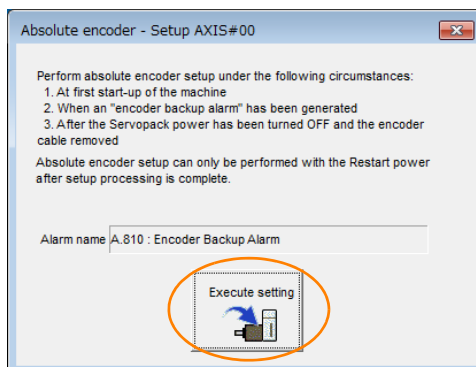 Absolute encoder - Setup AXIS#00
Perform absolute encoder setup under the following circumstances:
1. At first start-up of the machine
2. When an "encoder backup alarm" has been generated
3. After the Servopack power has been turned OFF and the encoder
cable removed
Absolute encoder setup can only be performed with the Restart power
after setup processing is complete.
Alarm name A.810 : Encoder Backup Alarm
Execute setting